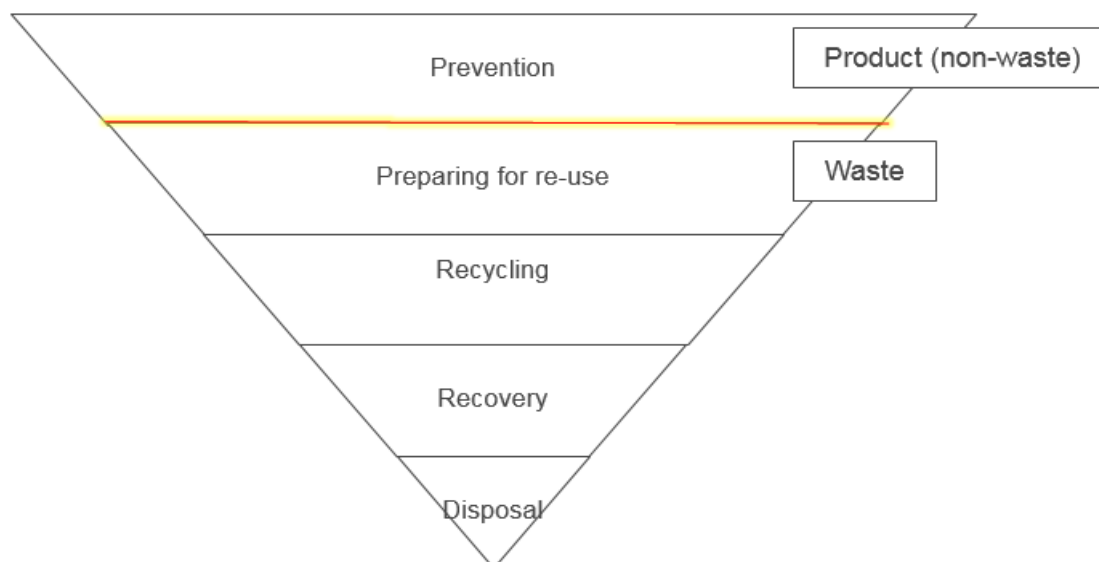 Prevention
Product (non-waste)
Preparing for re-use
Waste
Recycling
Recovery
Disposal